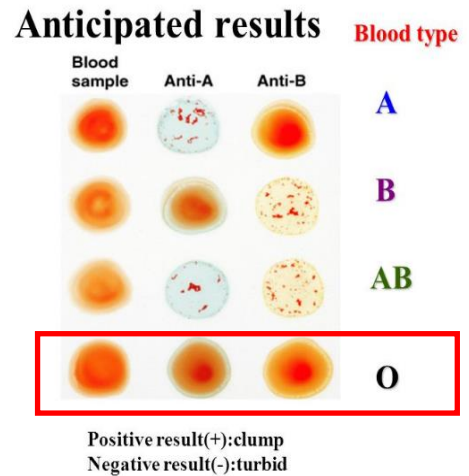 Anticipated results
Blood type
Blood sample
Anti-A
Anti-B
A
B
AB
O
Positive result(+):clump
Negative result(-):turbid